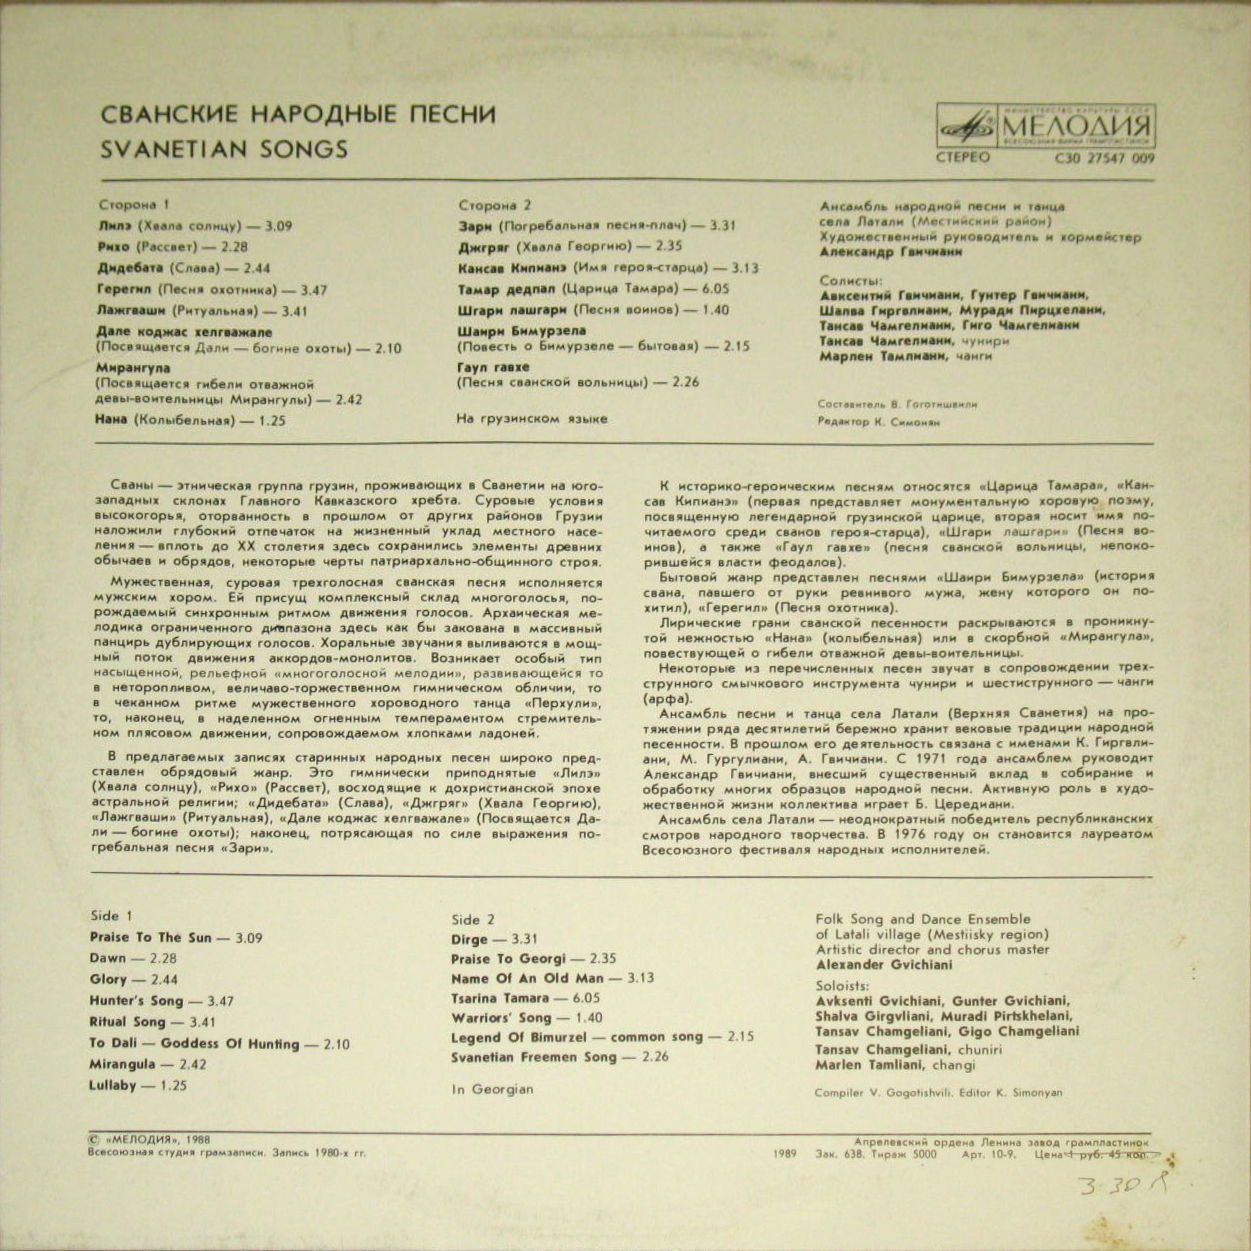 СВАНСКИЕ НАРОДНЫЕ ПЕСНИ
SVANETIAN SONGS
МИНИСТЕРСТВО КУЛЬТУРЫ СССР
МЕЛОДИЯ
ВСЕСОЮЗНАЯ ФИРМА ГРАМПЛАСТИНОК
СТЕРЕО С30 27547 009
Сторона 1
Лилэ (Хвала солнцу) — 3.09
Рихо (Рассвет) — 2.28
Дидебата (Слава) — 2.44
Герегил (Песня охотника) — 3.47
Лажгваши (Ритуальная) — 3.41
Дале коджас хелгважале
(Посвящается Дали — богине охоты) — 2.10
Мирангула
(Посвящается гибели отважной
девы-воительницы Мирангулы) — 2.42
Нана (Колыбельная) — 1.25
Сторона 2
Зари (Погребальная песня-плач) — 3.31
Джгряг (Хвала Георгию) — 2.35
Кансав Кипианэ (Имя героя-старца) — 3.13
Тамар дедпал (Царица Тамара) — 6.05
Шгари лашгари (Песня воинов) — 1.40
Шаири Бимурзела
(Повесть о Бимурзеле — бытовая) — 2.15
Гаул гавхе
(Песня сванской вольницы) — 2.26
На грузинском языке
Ансамбль народной песни и танца
села Латали (Местийский район)
Художественный руководитель и хормейстер
Александр Гвичиани
Солисты:
Авксентий Гвичиани, Гунтер Гвичиани,
Шалва Гиргвлиани, Муради Пирцхелани,
Тансав Чамгелиани, Гиго Чамгелиани
Тансав Чамгелиани, чунири
Марлен Тамлиани, чанги
Составитель В. Гоготишвили
Редактор К. Симонян
Сваны — этническая группа грузин, проживающих в Сванетии на юго-
западных склонах Главного Кавказского хребта. Суровые условия
высокогорья, оторванность в прошлом от других районов Грузии
наложили глубокий отпечаток на жизненный уклад местного насе-
ления — вплоть до XX столетия здесь сохранились элементы древних
обычаев и обрядов, некоторые черты патриархально-общинного строя.
Мужественная, суровая трехголосная сванская песня исполняется
мужским хором. Ей присущ комплексный склад многоголосья, по-
рождаемый синхронным ритмом движения голосов. Архаическая ме-
лодика ограниченного диапазона здесь как бы закована в массивный
панцирь дублирующих голосов. Хоральные звучания выливаются в мощ-
ный поток движения аккордов-монолитов. Возникает особый тип
насыщенной, рельефной «многоголосной мелодии», развивающейся то
в неторопливом, величаво-торжественном гимническом обличии, то
в чеканном ритме мужественного хороводного танца «Перхули»,
то, наконец, в наделенном огненным темпераментом стремитель-
ном плясовом движении, сопровождаемом хлопками ладоней.
В предлагаемых записях старинных народных песен широко пред-
ставлен обрядовый жанр. Это гимнически приподнятые «Лилэ»
(Хвала солнцу), «Рихо» (Рассвет), восходящие к дохристианской эпохе
астральной религии; «Дидебата» (Слава), «Джгряг» (Хвала Георгию),
«Лажгваши» (Ритуальная), «Дале коджас хелгважале» (Посвящается Да-
ли — богине охоты); наконец, потрясающая по силе выражения по-
гребальная песня «Зари».
К историко-героическим песням относятся «Царица Тамара», «Кан-
сав Кипианэ» (первая представляет монументальную хоровую поэму,
посвященную легендарной грузинской царице, вторая носит имя по-
читаемого среди сванов героя-старца), «Шгари лашгари» (Песня во-
инов), а также «Гаул гавхе» (песня сванской вольницы, непоко-
рившейся власти феодалов).
Бытовой жанр представлен песнями «Шаири Бимурзела» (история
свана, павшего от руки ревнивого мужа, жену которого он по-
хитил), «Герегил» (Песня охотника).
Лирические грани сванской песенности раскрываются в проникну-
той нежностью «Нана» (колыбельная) или в скорбной «Мирангула»,
повествующей о гибели отважной девы-воительницы.
Некоторые из перечисленных песен звучат в сопровождении трех-
струнного смычкового инструмента чунири и шестиструнного — чанги
(арфа).
Ансамбль песни и танца села Латали (Верхняя Сванетия) на про-
тяжении ряда десятилетий бережно хранит вековые традиции народной
песенности. В прошлом его деятельность связана с именами К. Гиргвли-
ани, М. Гургулиани, А. Гвичиани. С 1971 года ансамблем руководит
Александр Гвичиани, внесший существенный вклад в собирание и
обработку многих образцов народной песни. Активную роль в худо-
жественной жизни коллектива играет Б. Цередиани.
Ансамбль села Латали — неоднократный победитель республиканских
смотров народного творчества. В 1976 году он становится лауреатом
Всесоюзного фестиваля народных исполнителей.
Side 1
Praise To The Sun — 3.09
Dawn — 2.28
Glory — 2.44
Hunter's Song — 3.47
Ritual Song — 3.41
To Dali — Goddess Of Hunting — 2.10
Mirangula — 2.42
Lullaby — 1.25
Side 2
Dirge — 3.31
Praise To Georgi — 2.35
Name Of An Old Man — 3.13
Tsarina Tamara — 6.05
Warriors' Song — 1.40
Legend Of Bimurzel — common song — 2.15
Svanetian Freemen Song — 2.26
In Georgian
Folk Song and Dance Ensemble
of Latali village (Mestiisky region)
Artistic director and chorus master
Alexander Gvichiani
Soloists:
Avksenti Gvichiani, Gunter Gvichiani,
Shalva Girgvliani, Muradi Pirtskhelani,
Tansav Chamgeliani, Gigo Chamgeliani
Tansav Chamgeliani, chuniri
Marlen Tamliani, changi
Compiler V. Gogotishvili. Editor K. Simonyan
© «МЕЛОДИЯ», 1988
Всесоюзная студия грамзаписи. Запись 1980-х гг.
Апрелевский ордена Ленина завод грампластинок
1989 Зак. 638. Тираж 5000 Арт. 10-9. Цена 1 руб. 45 коп.
3-30 Я